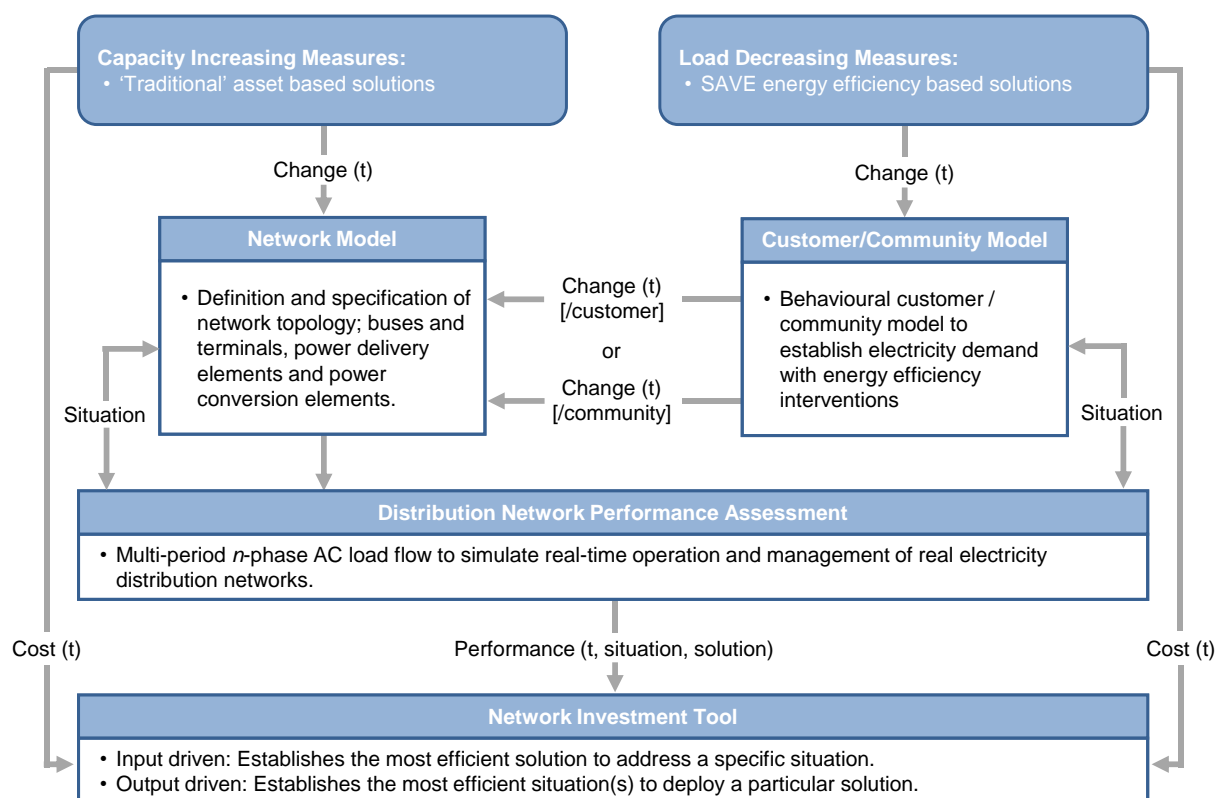 Capacity Increasing Measures:
• ‘Traditional’ asset based solutions
Load Decreasing Measures:
• SAVE energy efficiency based solutions
Change (t)
Change (t)
Network Model
• Definition and specification of
network topology; buses and
terminals, power delivery
elements and power
conversion elements.
Change (t)
[/customer]
or
Change (t)
[/community]
Customer/Community Model
• Behavioural customer /
community model to
establish electricity demand
with energy efficiency
interventions
Situation
Situation
Distribution Network Performance Assessment
• Multi-period n-phase AC load flow to simulate real-time operation and management of real electricity
distribution networks.
Cost (t)
Performance (t, situation, solution)
Cost (t)
Network Investment Tool
• Input driven: Establishes the most efficient solution to address a specific situation.
• Output driven: Establishes the most efficient situation(s) to deploy a particular solution.